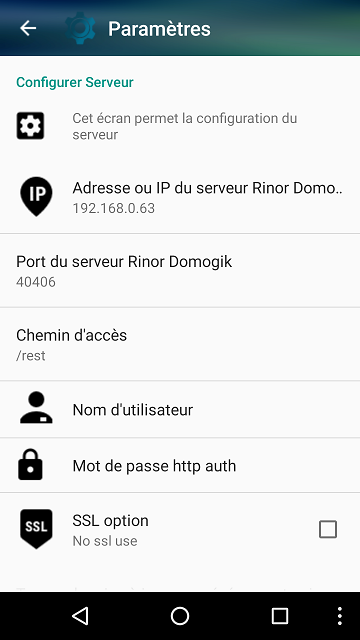 Paramètres
Configurer Serveur
Cet écran permet la configuration du
serveur
IP
Adresse ou IP du serveur Rinor Domo..
192.168.0.63
Port du serveur Rinor Domogik
40406
Chemin d'accès
/rest
Nom d'utilisateur
Mot de passe http auth
SSL
SSL option
No ssl use